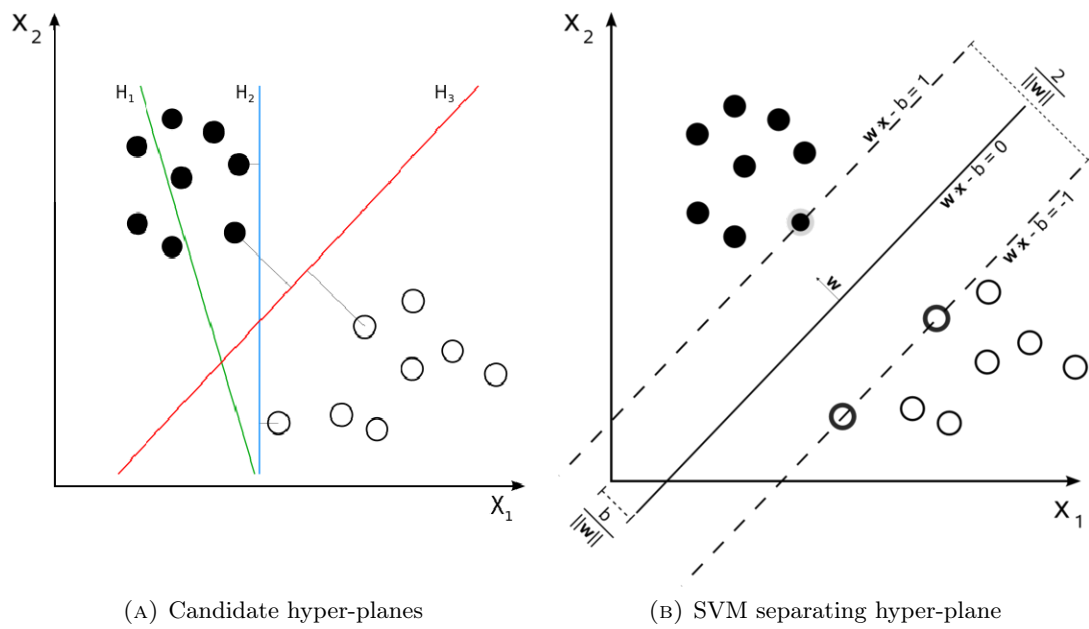 X₂
H₁
H₂
H₃
X₁
(A) Candidate hyper-planes
X₂
w·x - b = 1
2
‖w‖
w·x - b = 0
w·x - b = -1
w
b
‖w‖
X₁
(B) SVM separating hyper-plane